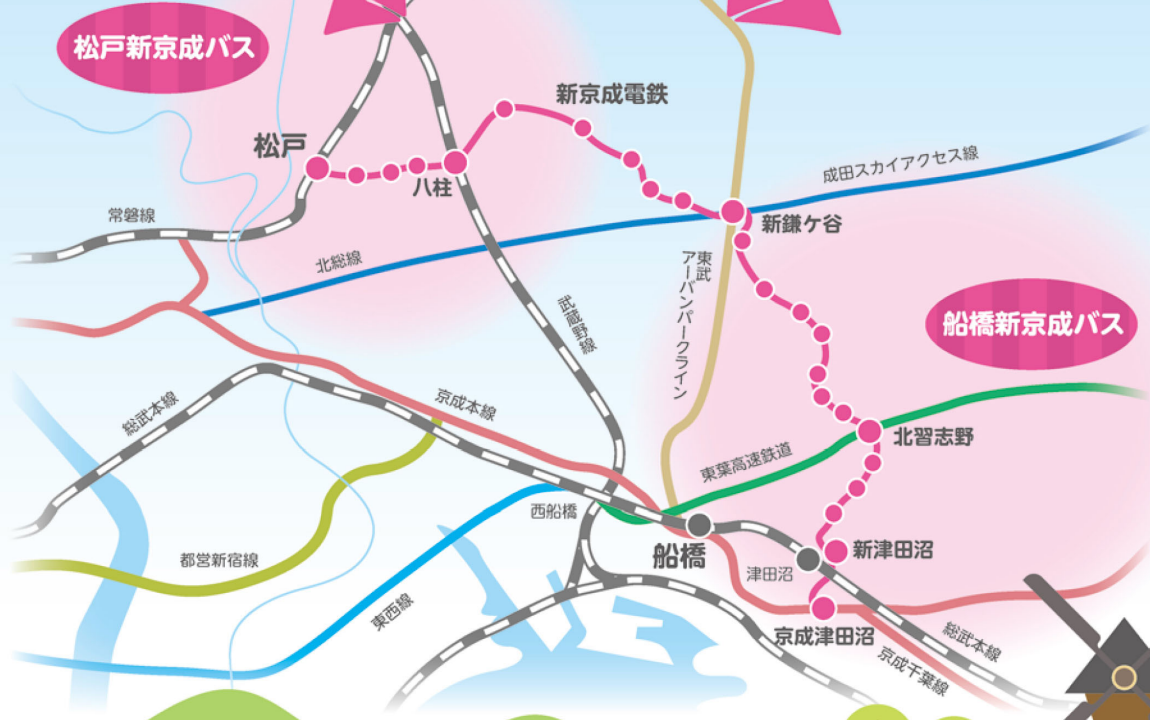 松戸新京成バス
新京成電鉄
松戸
八柱
成田スカイアクセス線
常磐線
新鎌ケ谷
北総線
東武
アーバンパークライン
武蔵野線
船橋新京成バス
総武本線
京成本線
北習志野
東葉高速鉄道
西船橋
船橋
新津田沼
都営新宿線
津田沼
東西線
京成津田沼
総武本線
京成千葉線